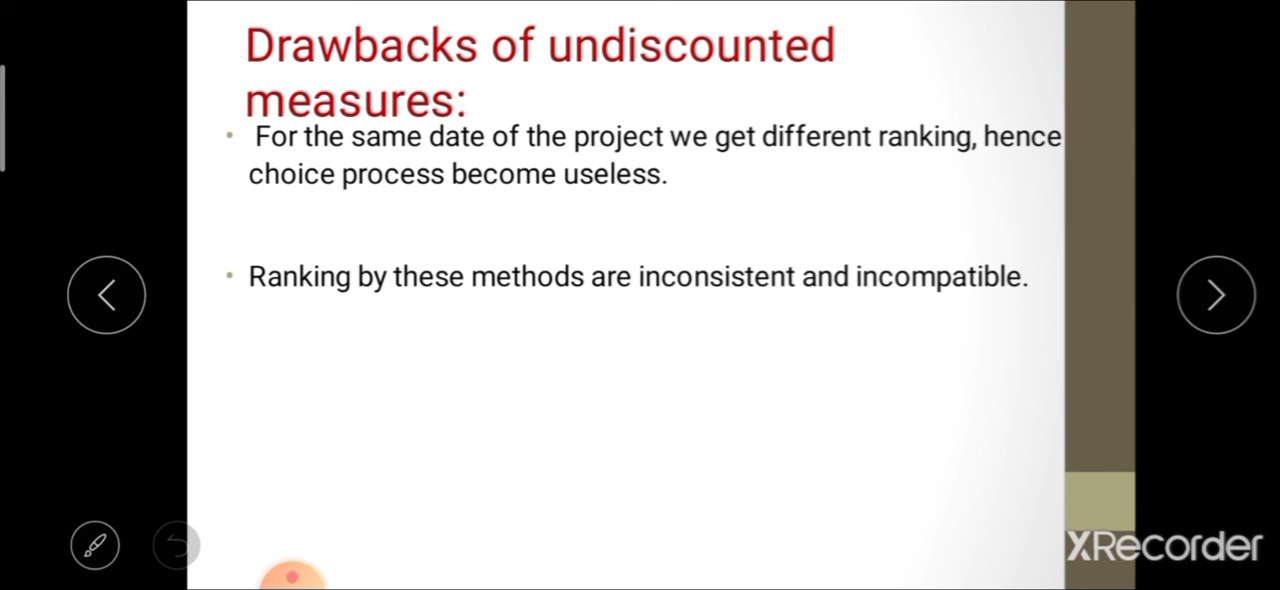 Drawbacks of undiscounted
measures:
• For the same date of the project we get different ranking, hence
choice process become useless.
• Ranking by these methods are inconsistent and incompatible.
XRecorder